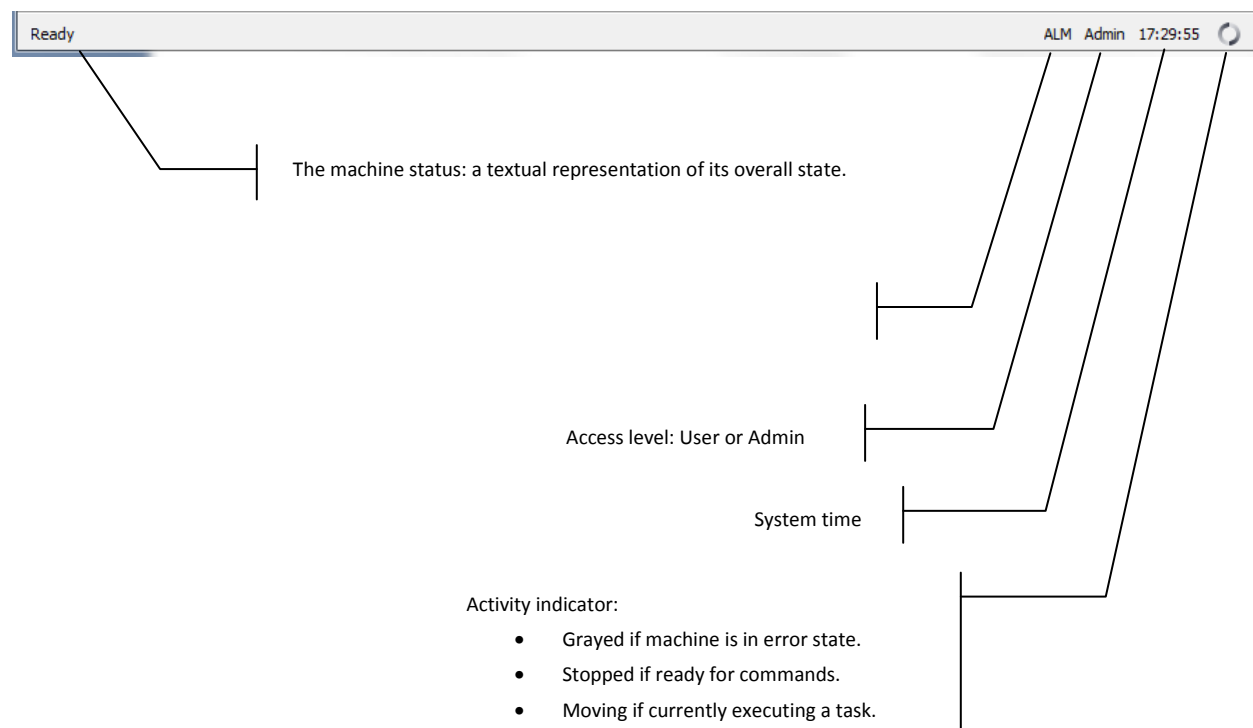 Ready ALM Admin 17:29:55
The machine status: a textual representation of its overall state.
Access level: User or Admin
System time
Activity indicator:
• Grayed if machine is in error state.
• Stopped if ready for commands.
• Moving if currently executing a task.